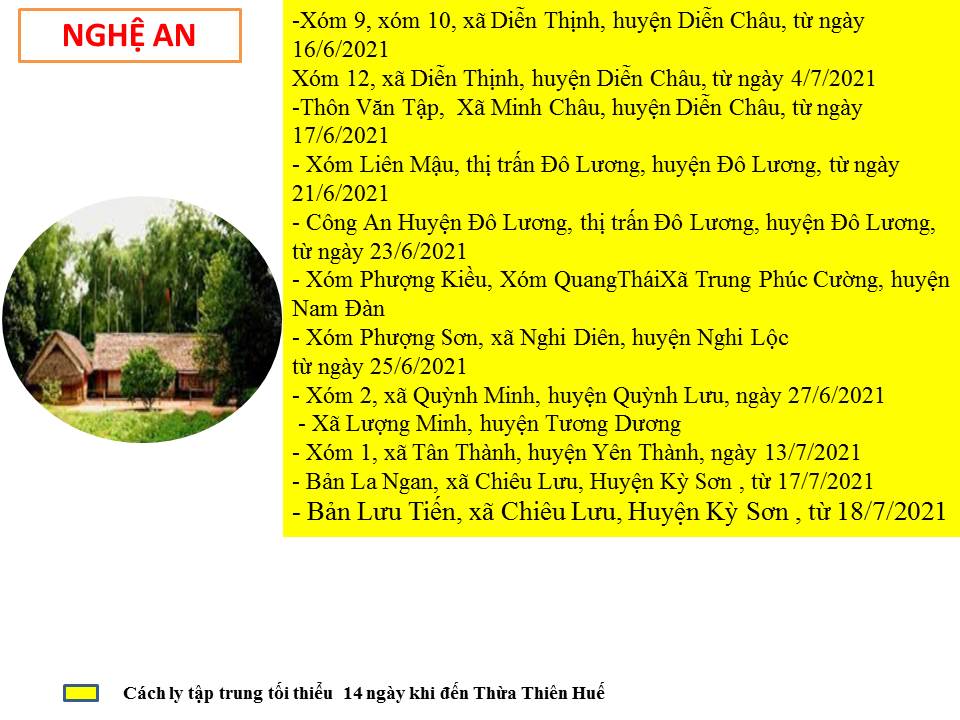 NGHỆ AN
-Xóm 9, xóm 10, xã Diễn Thịnh, huyện Diễn Châu, từ ngày
16/6/2021
Xóm 12, xã Diễn Thịnh, huyện Diễn Châu, từ ngày 4/7/2021
-Thôn Văn Tập, Xã Minh Châu, huyện Diễn Châu, từ ngày
17/6/2021
- Xóm Liên Mậu, thị trấn Đô Lương, huyện Đô Lương, từ ngày
21/6/2021
- Công An Huyện Đô Lương, thị trấn Đô Lương, huyện Đô Lương,
từ ngày 23/6/2021
- Xóm Phượng Kiều, Xóm QuangTháiXã Trung Phúc Cường, huyện
Nam Đàn
- Xóm Phượng Sơn, xã Nghi Diên, huyện Nghi Lộc
từ ngày 25/6/2021
- Xóm 2, xã Quỳnh Minh, huyện Quỳnh Lưu, ngày 27/6/2021
- Xã Lượng Minh, huyện Tương Dương
- Xóm 1, xã Tân Thành, huyện Yên Thành, ngày 13/7/2021
- Bản La Ngan, xã Chiêu Lưu, Huyện Kỳ Sơn , từ 17/7/2021
- Bản Lưu Tiến, xã Chiêu Lưu, Huyện Kỳ Sơn , từ 18/7/2021
Cách ly tập trung tối thiểu 14 ngày khi đến Thừa Thiên Huế